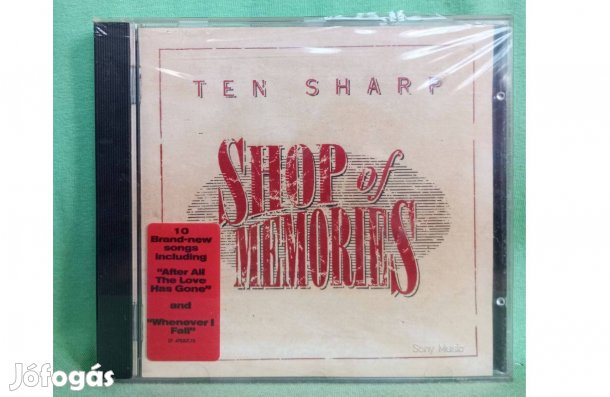 TEN SHARP
SHOP of
MEMORIES
10
Brand-new
songs
including
"After All
The Love
Has Gone"
and
"Whenever I
Fall"
Sony Music
Jófogás